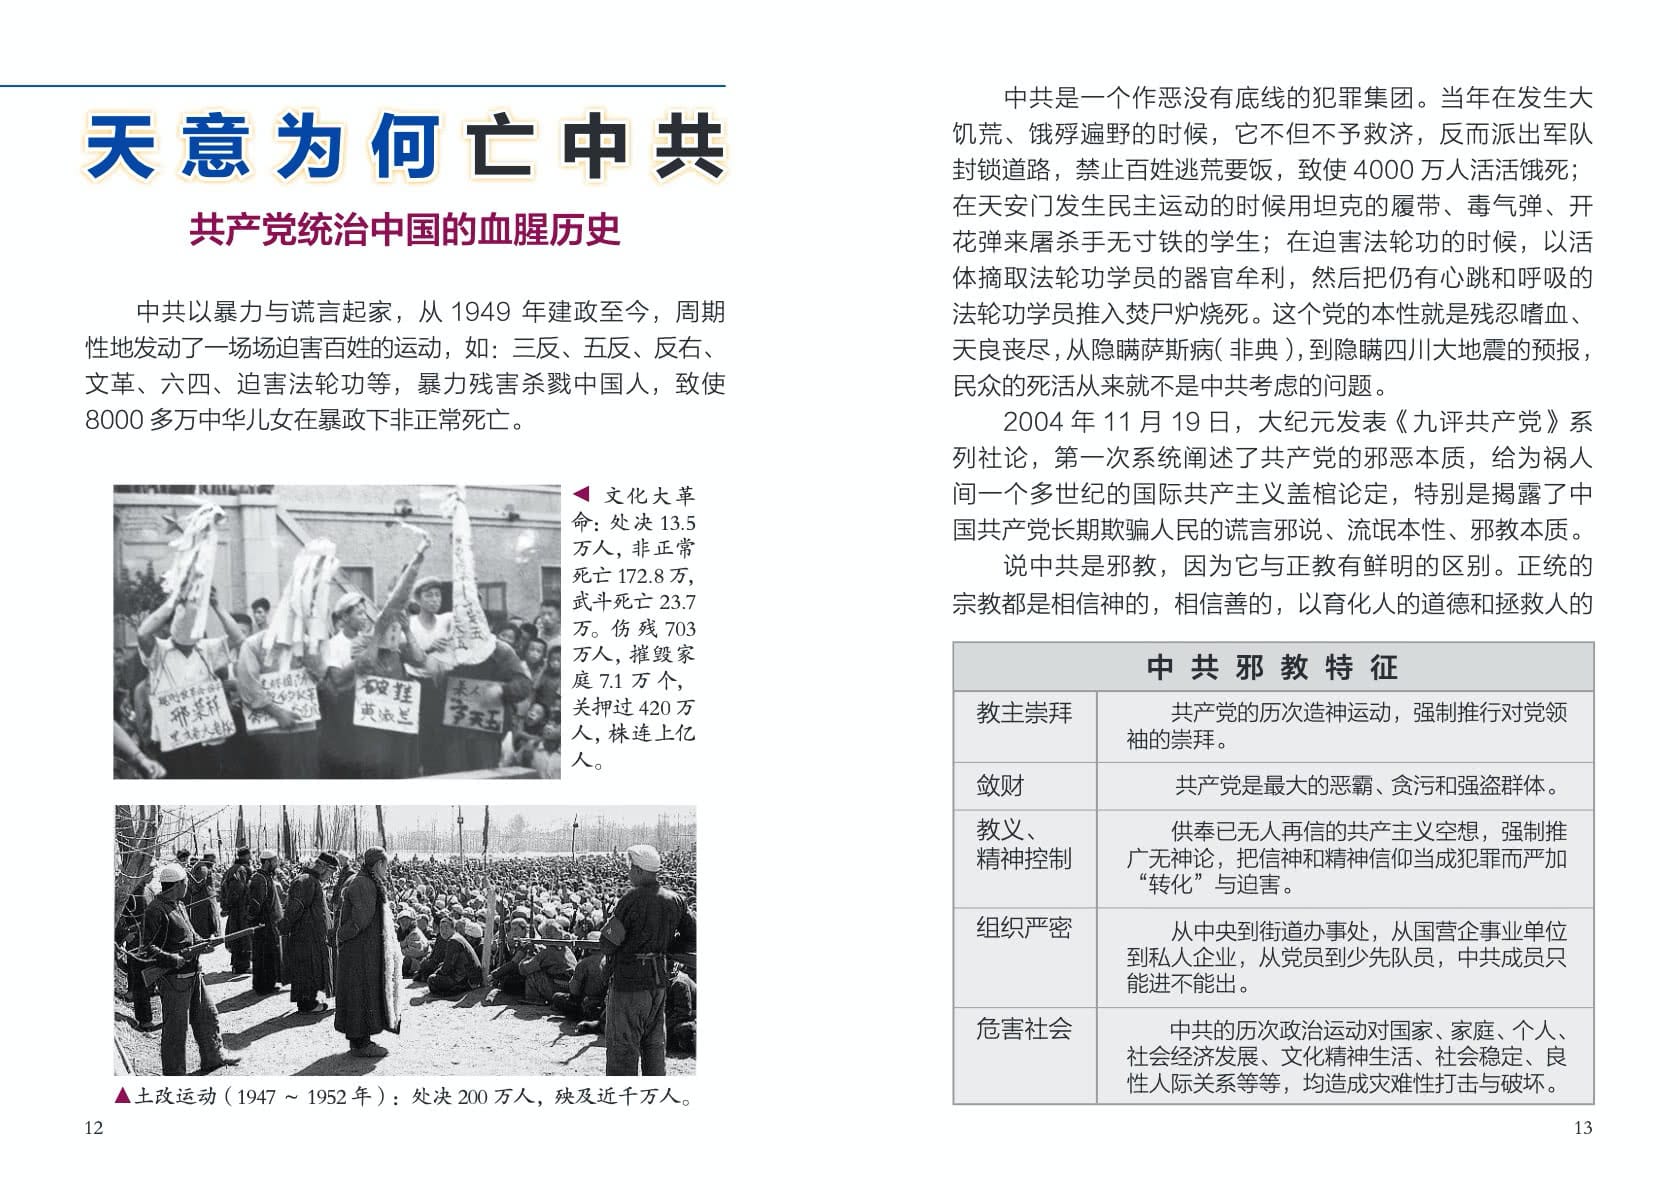 天意为何亡中共
共产党统治中国的血腥历史
中共以暴力与谎言起家，从 1949 年建政至今，周期
性地发动了一场场迫害百姓的运动，如：三反、五反、反右、
文革、六四、迫害法轮功等，暴力残害杀戮中国人，致使
8000 多万中华儿女在暴政下非正常死亡。
◀ 文化大革
命：处决 13.5
万人，非正常
死亡 172.8 万，
武斗死亡 23.7
万。伤 残 703
万人，摧毁家
庭 7.1 万 个，
关押过 420 万
人，株连上亿
人。
破鞋
▲土改运动（1947 ～ 1952 年）：处决 200 万人，殃及近千万人。
12
中共是一个作恶没有底线的犯罪集团。当年在发生大
饥荒、饿殍遍野的时候，它不但不予救济，反而派出军队
封锁道路，禁止百姓逃荒要饭，致使 4000 万人活活饿死；
在天安门发生民主运动的时候用坦克的履带、毒气弹、开
花弹来屠杀手无寸铁的学生；在迫害法轮功的时候，以活
体摘取法轮功学员的器官牟利，然后把仍有心跳和呼吸的
法轮功学员推入焚尸炉烧死。这个党的本性就是残忍嗜血、
天良丧尽，从隐瞒萨斯病（非典），到隐瞒四川大地震的预报，
民众的死活从来就不是中共考虑的问题。
2004 年 11 月 19 日，大纪元发表《九评共产党》系
列社论，第一次系统阐述了共产党的邪恶本质，给为祸人
间一个多世纪的国际共产主义盖棺论定，特别是揭露了中
国共产党长期欺骗人民的谎言邪说、流氓本性、邪教本质。
说中共是邪教，因为它与正教有鲜明的区别。正统的
宗教都是相信神的，相信善的，以育化人的道德和拯救人的
中共邪教特征
教主崇拜
共产党的历次造神运动，强制推行对党领
袖的崇拜。
敛财
共产党是最大的恶霸、贪污和强盗群体。
教义、
精神控制
供奉已无人再信的共产主义空想，强制推
广无神论，把信神和精神信仰当成犯罪而严加
“转化”与迫害。
组织严密
从中央到街道办事处，从国营企事业单位
到私人企业，从党员到少先队员，中共成员只
能进不能出。
危害社会
中共的历次政治运动对国家、家庭、个人、
社会经济发展、文化精神生活、社会稳定、良
性人际关系等等，均造成灾难性打击与破坏。
13